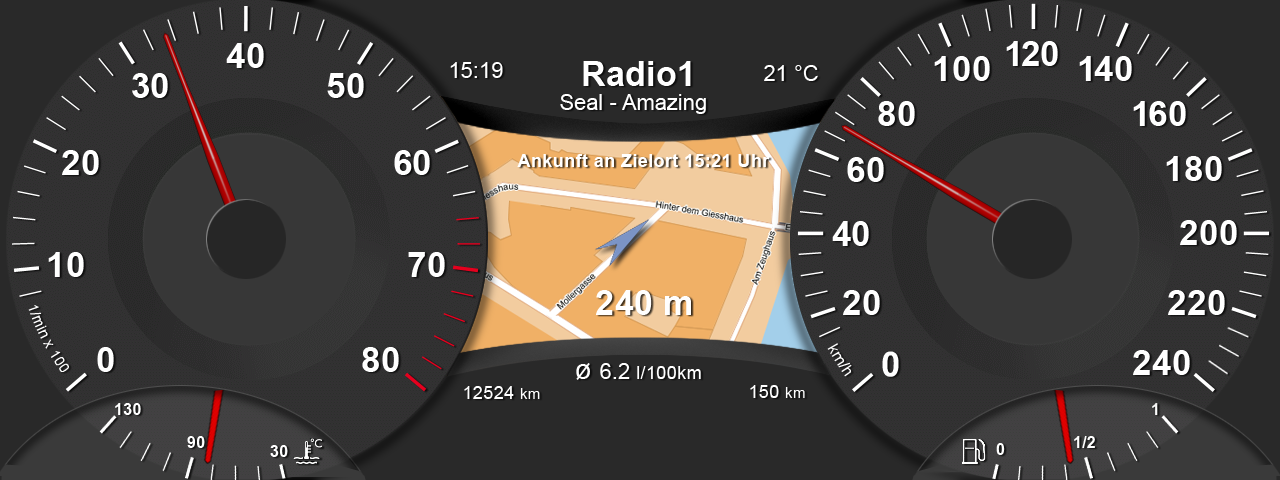 0
10
20
30
40
50
60
70
80
1/min x 100
130
90
30
°C
15:19
Radio1
21 °C
Seal - Amazing
Ankunft an Zielort 15:21 Uhr
esshaus
Hinter dem Giesshaus
Am Zeughaus
Mollergasse
us
240 m
ø 6.2 l/100km
12524 km
150 km
0
20
40
60
80
100
120
140
160
180
200
220
240
km/h
0
1/2
1